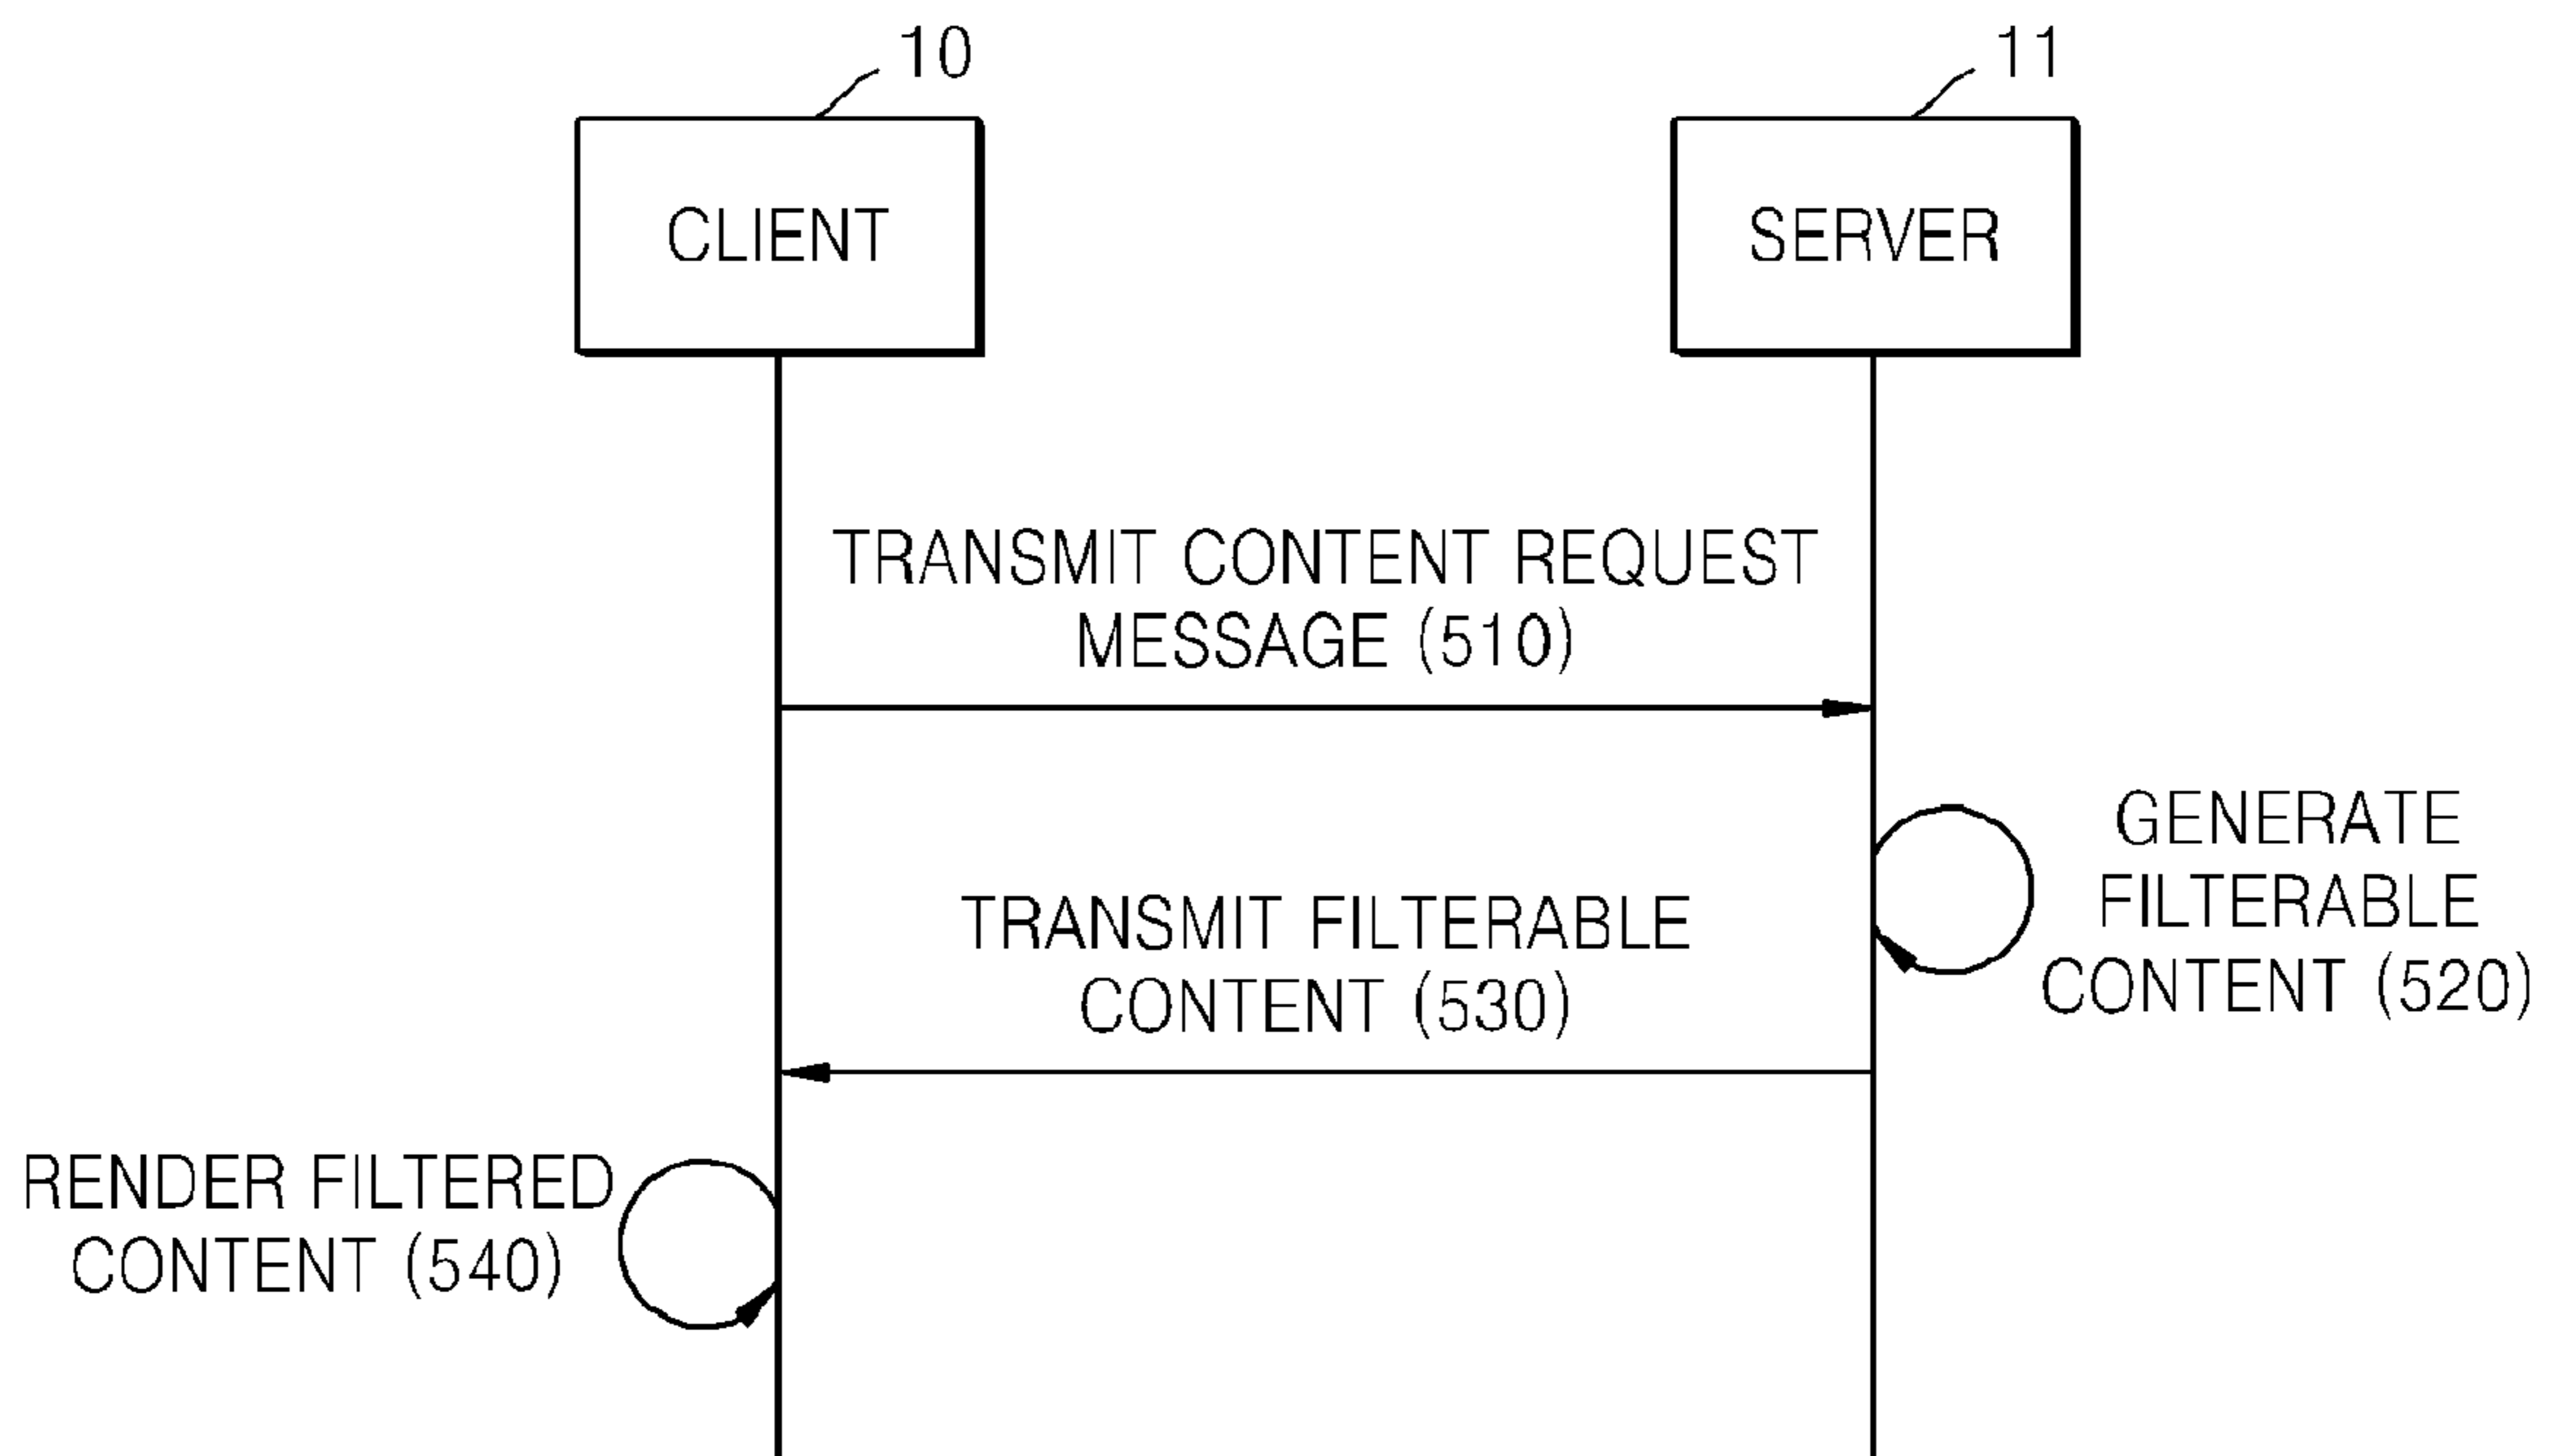 10
11
CLIENT
SERVER
TRANSMIT CONTENT REQUEST
MESSAGE (510)
GENERATE
FILTERABLE
CONTENT (520)
TRANSMIT FILTERABLE
CONTENT (530)
RENDER FILTERED
CONTENT (540)